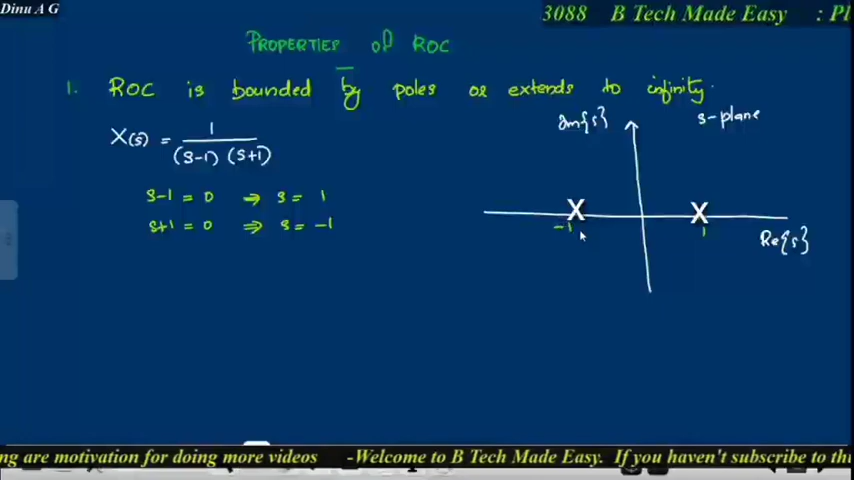 Dinu A G
3088 B Tech Made Easy : Pl
PROPERTIES of ROC
1. ROC is bounded by poles or extends to infinity.
X(s) = 1 / (s-1) (s+1)
s-1 = 0 ⇒ s = 1
s+1 = 0 ⇒ s = -1
Im{s}
s-plane
X X
-1 1
Re{s}
ng are motivation for doing more videos -Welcome to B Tech Made Easy. If you haven't subscribe to th